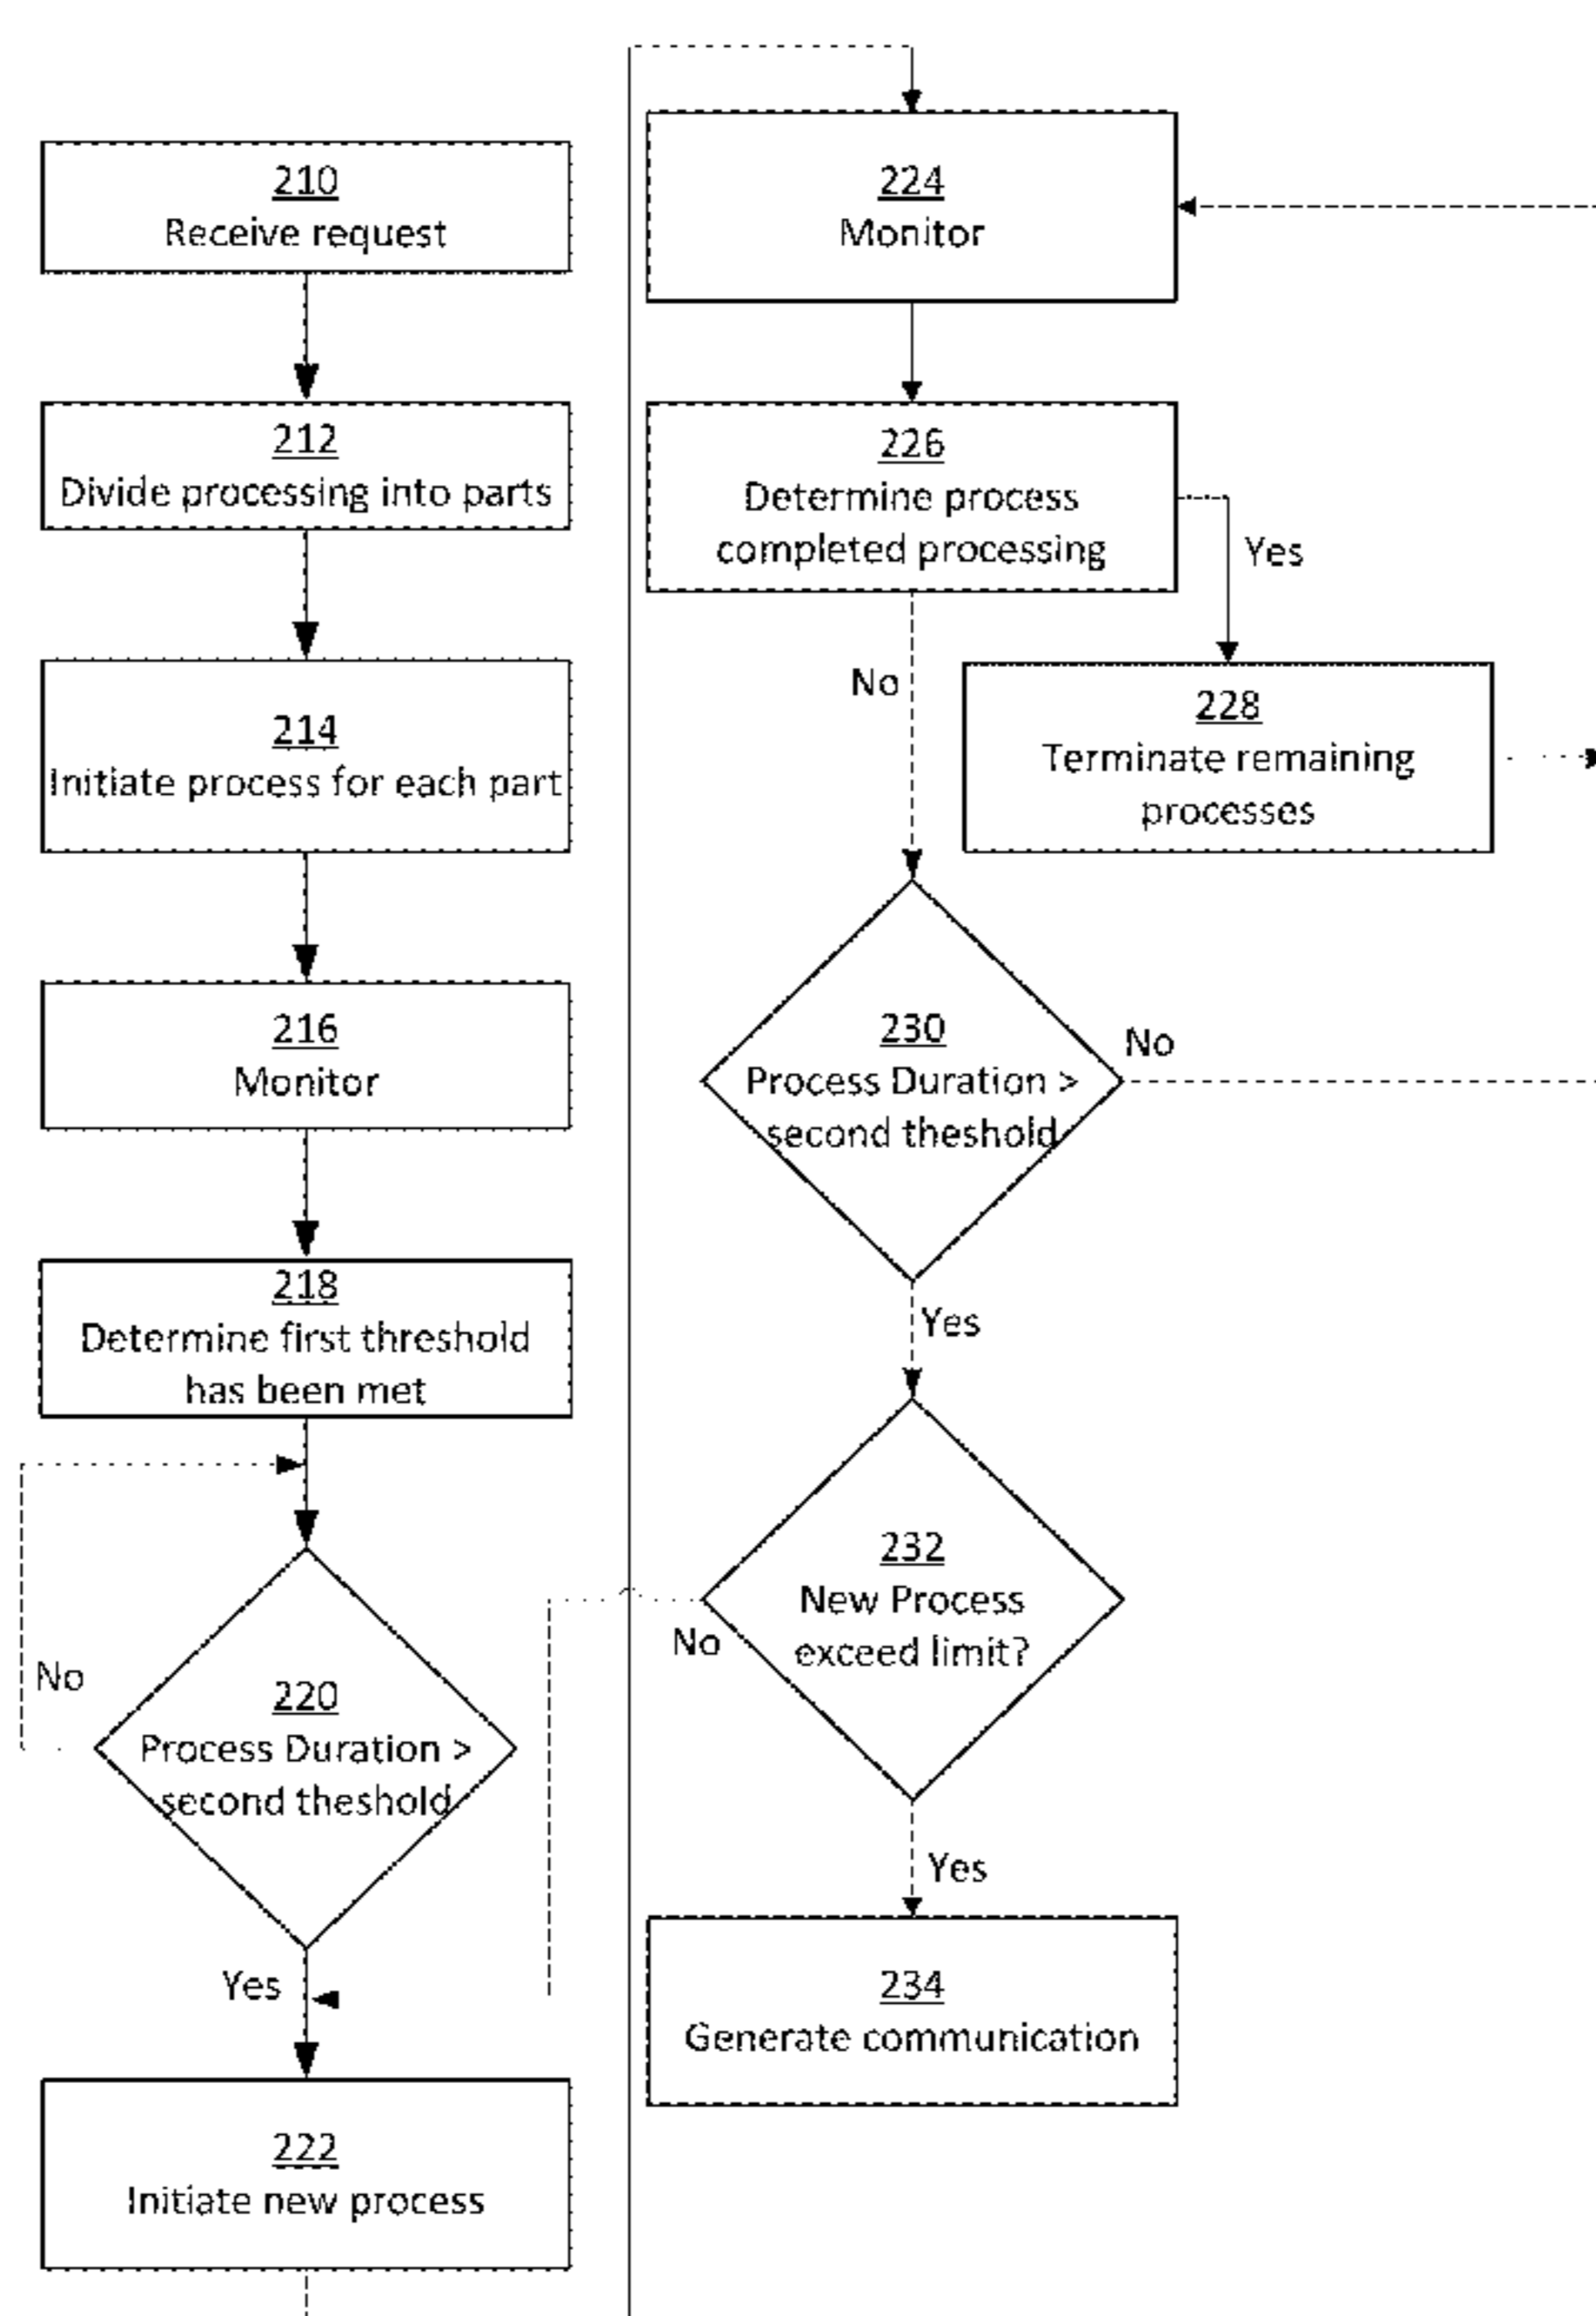 210
Receive request
212
Divide processing into parts
214
Initiate process for each part
216
Monitor
218
Determine first threshold
has been met
No
220
Process Duration >
second theshold
Yes
222
Initiate new process
224
Monitor
226
Determine process
completed processing
Yes
No
228
Terminate remaining
processes
230
Process Duration >
second theshold
No
Yes
232
New Process
exceed limit?
No
Yes
234
Generate communication